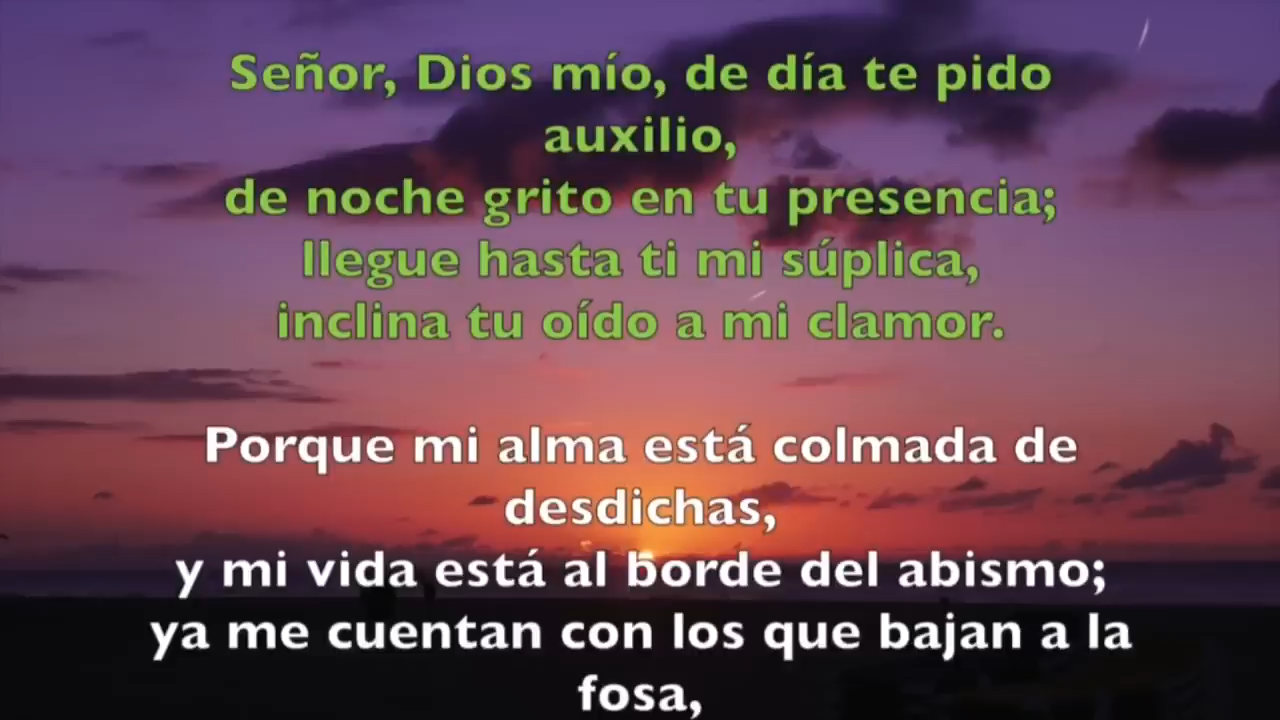 Señor, Dios mío, de día te pido
auxilio,
de noche grito en tu presencia;
llegue hasta ti mi súplica,
inclina tu oído a mi clamor.
Porque mi alma está colmada de
desdichas,
y mi vida está al borde del abismo;
ya me cuentan con los que bajan a la
fosa,